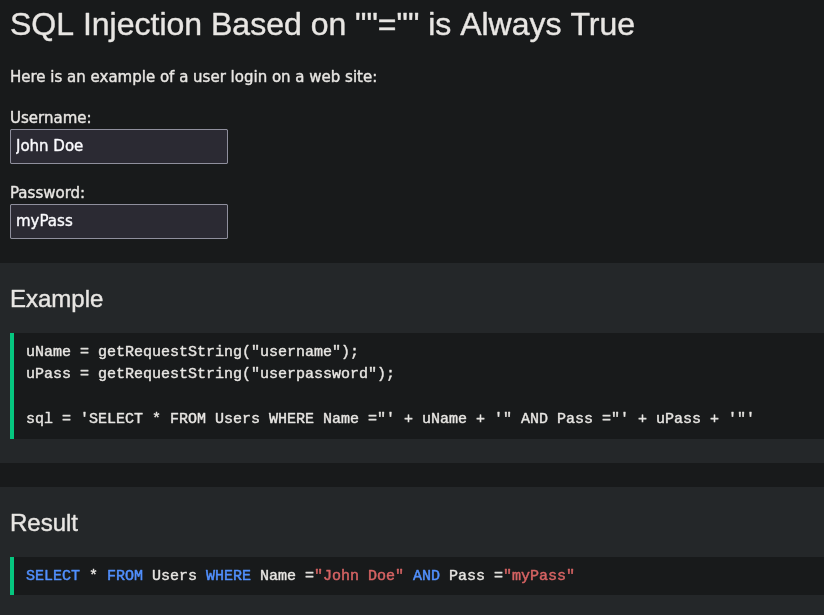 SQL Injection Based on ""="" is Always True
Here is an example of a user login on a web site:
Username:
John Doe
Password:
myPass
Example
uName = getRequestString("username");
uPass = getRequestString("userpassword");
sql = 'SELECT * FROM Users WHERE Name ="' + uName + '" AND Pass ="' + uPass + '"'
Result
SELECT * FROM Users WHERE Name ="John Doe" AND Pass ="myPass"